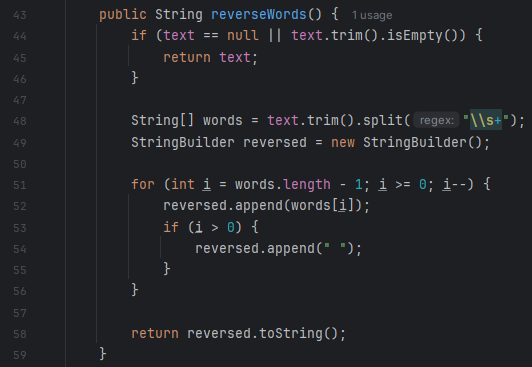 43 public String reverseWords() { 1 usage
44 if (text == null || text.trim().isEmpty()) {
45 return text;
46 }
47
48 String[] words = text.trim().split( regex: "\\s+");
49 StringBuilder reversed = new StringBuilder();
50
51 for (int i = words.length - 1; i >= 0; i--) {
52 reversed.append(words[i]);
53 if (i > 0) {
54 reversed.append(" ");
55 }
56 }
57
58 return reversed.toString();
59 }